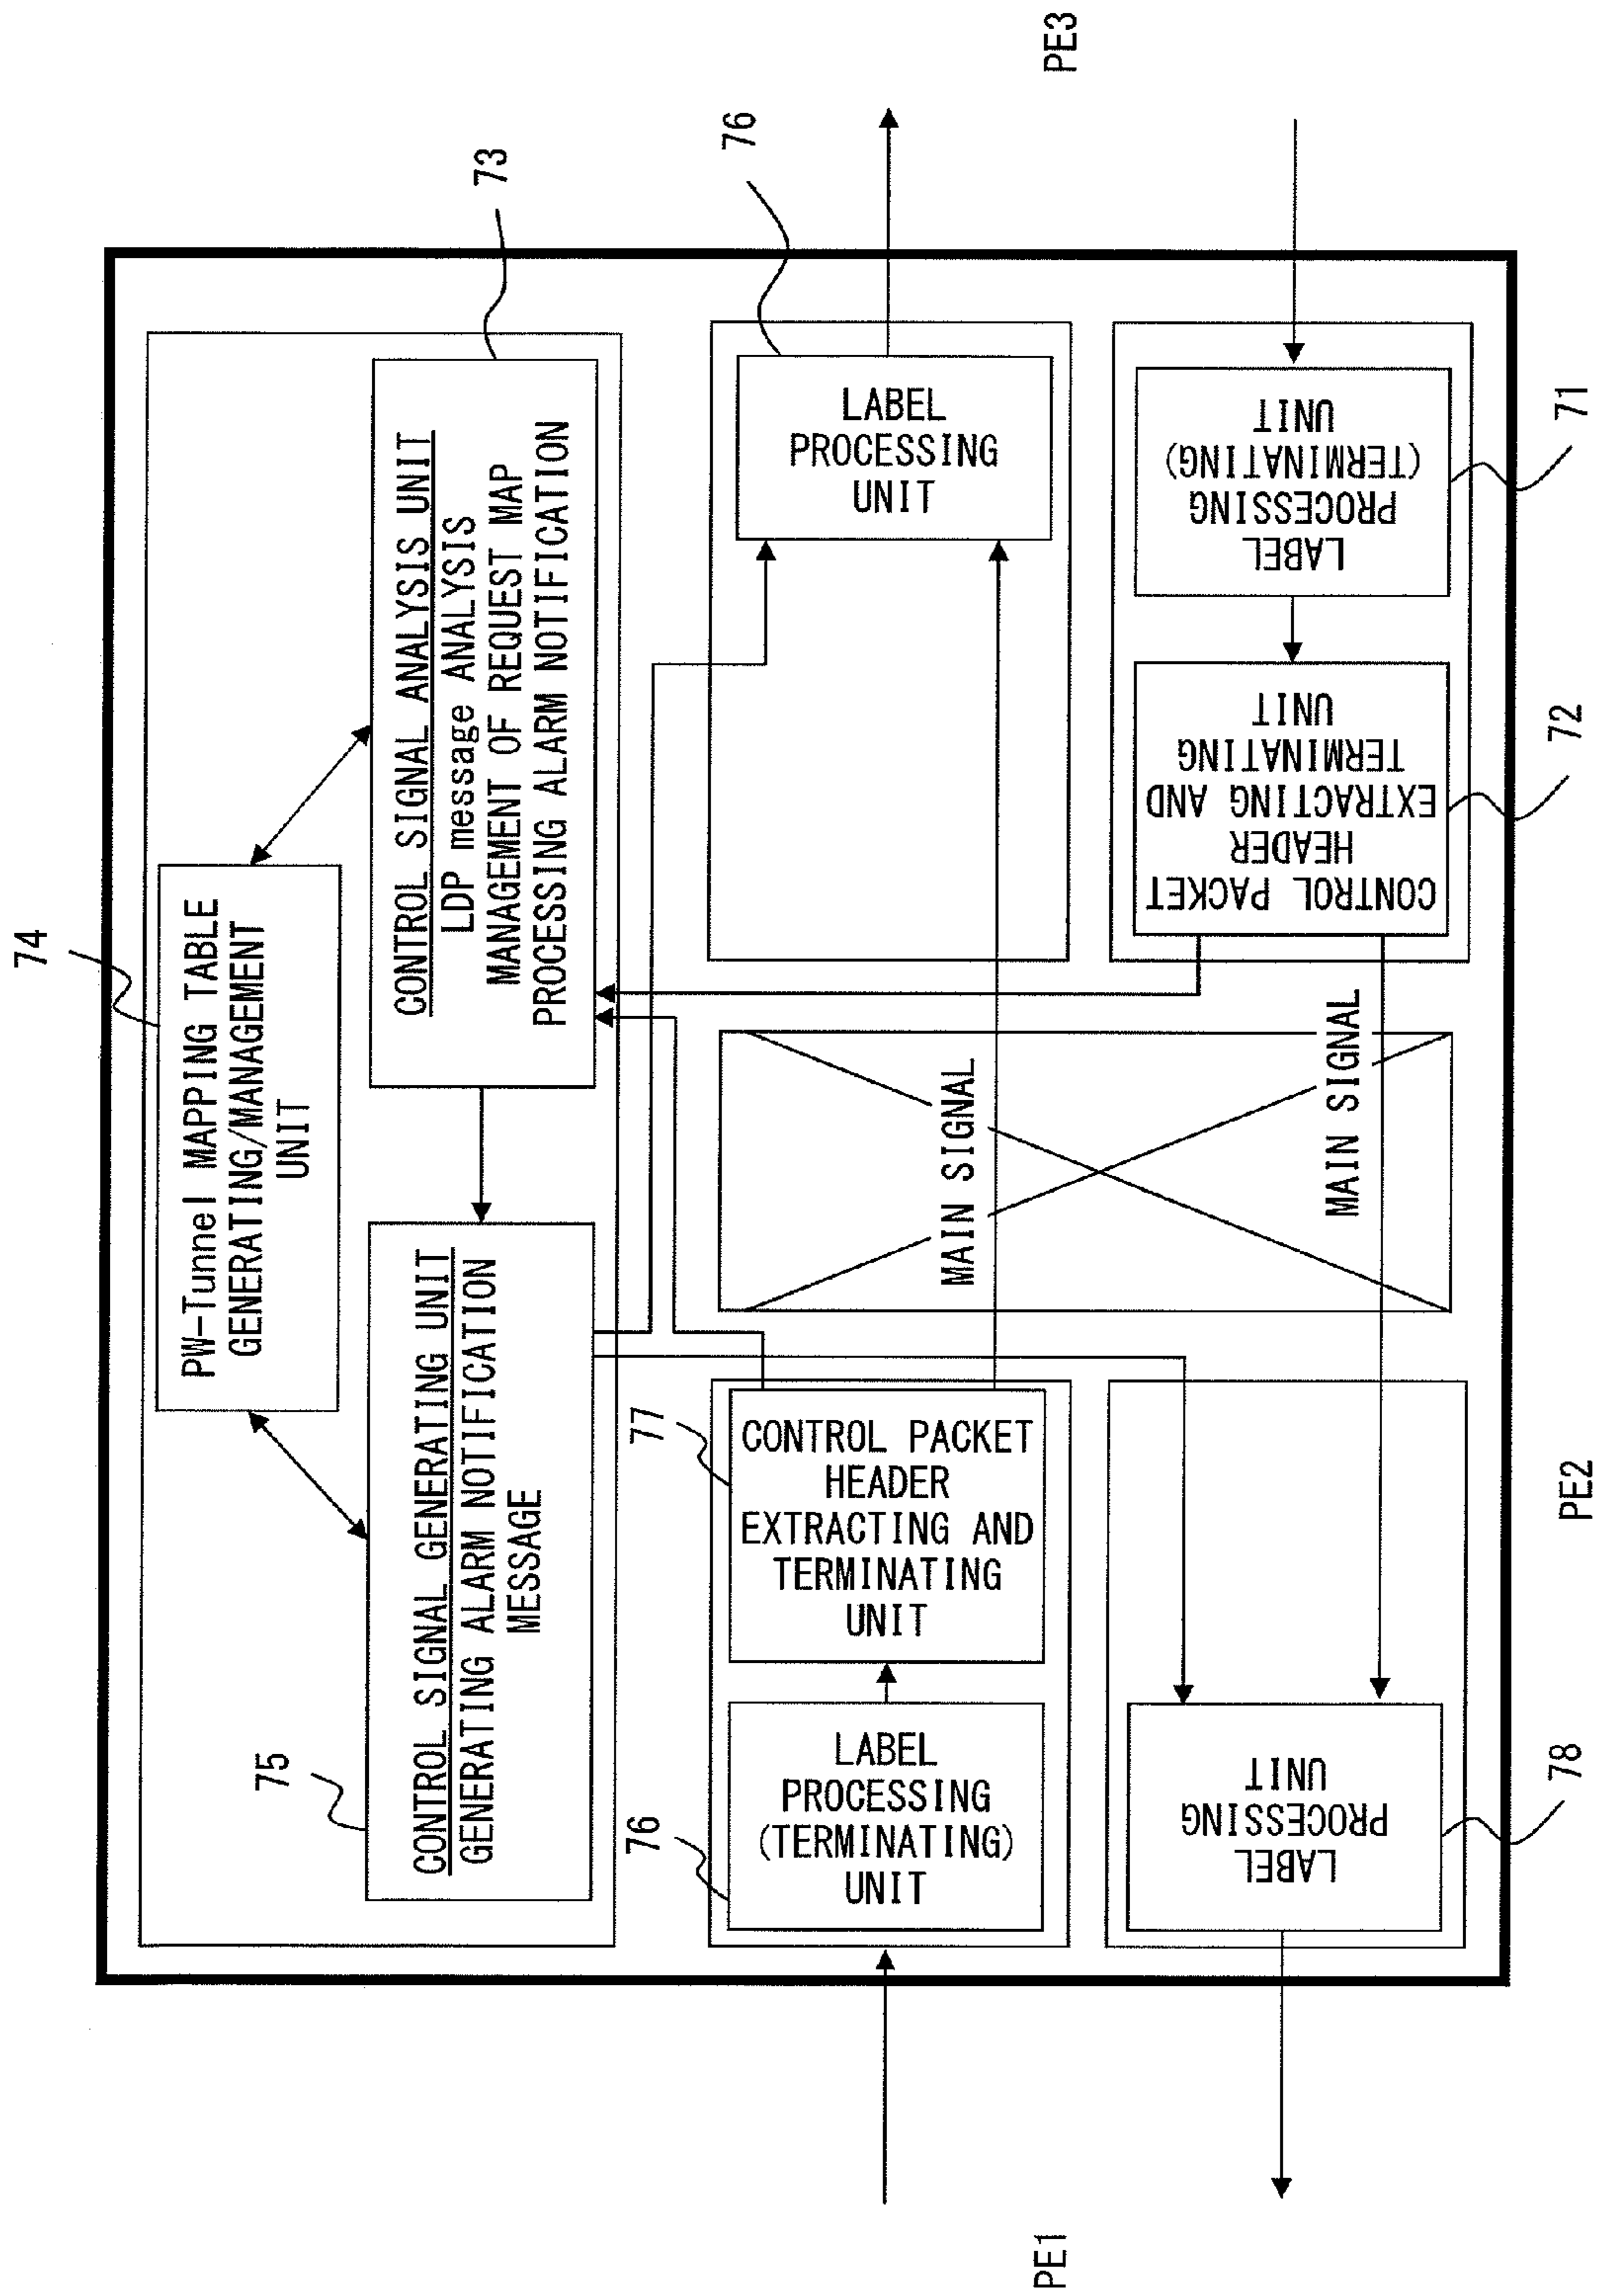 74
PW-Tunnel MAPPING TABLE
GENERATING/MANAGEMENT
UNIT
75
CONTROL SIGNAL GENERATING UNIT
GENERATING ALARM NOTIFICATION
MESSAGE
73
CONTROL SIGNAL ANALYSIS UNIT
LDP message ANALYSIS
MANAGEMENT OF REQUEST MAP
PROCESSING ALARM NOTIFICATION
76
LABEL
PROCESSING
(TERMINATING)
UNIT
77
CONTROL PACKET
HEADER
EXTRACTING AND
TERMINATING
UNIT
MAIN SIGNAL
76
LABEL
PROCESSING
UNIT
PE1
PE3
LABEL
PROCESSING
UNIT
78
MAIN SIGNAL
CONTROL PACKET
HEADER
EXTRACTING AND
TERMINATING
UNIT
72
LABEL
PROCESSING
(TERMINATING)
UNIT
71
PE2